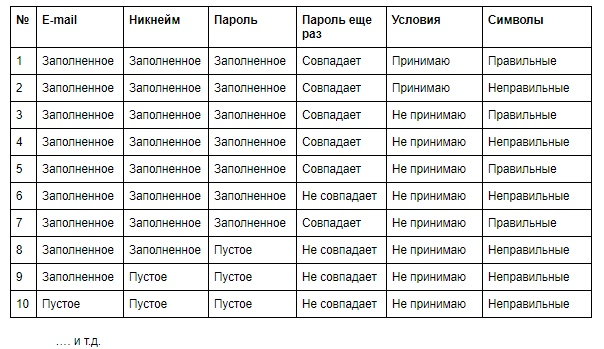 № E-mail Никнейм Пароль Пароль еще раз Условия Символы
1 Заполненное Заполненное Заполненное Совпадает Принимаю Правильные
2 Заполненное Заполненное Заполненное Совпадает Принимаю Неправильные
3 Заполненное Заполненное Заполненное Совпадает Не принимаю Правильные
4 Заполненное Заполненное Заполненное Совпадает Не принимаю Неправильные
5 Заполненное Заполненное Заполненное Совпадает Не принимаю Правильные
6 Заполненное Заполненное Заполненное Не совпадает Не принимаю Неправильные
7 Заполненное Заполненное Заполненное Совпадает Не принимаю Правильные
8 Заполненное Заполненное Пустое Не совпадает Не принимаю Неправильные
9 Заполненное Пустое Пустое Не совпадает Не принимаю Неправильные
10 Пустое Пустое Пустое Не совпадает Не принимаю Неправильные
…. и т.д.